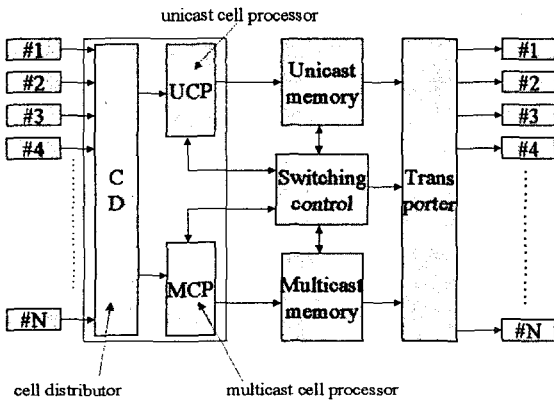 unicast cell processor
#1
#2
#3
#4
#N
C
D
UCP
MCP
Unicast
memory
Switching
control
Multicast
memory
Trans
porter
#1
#2
#3
#4
#N
cell distributor
multicast cell processor